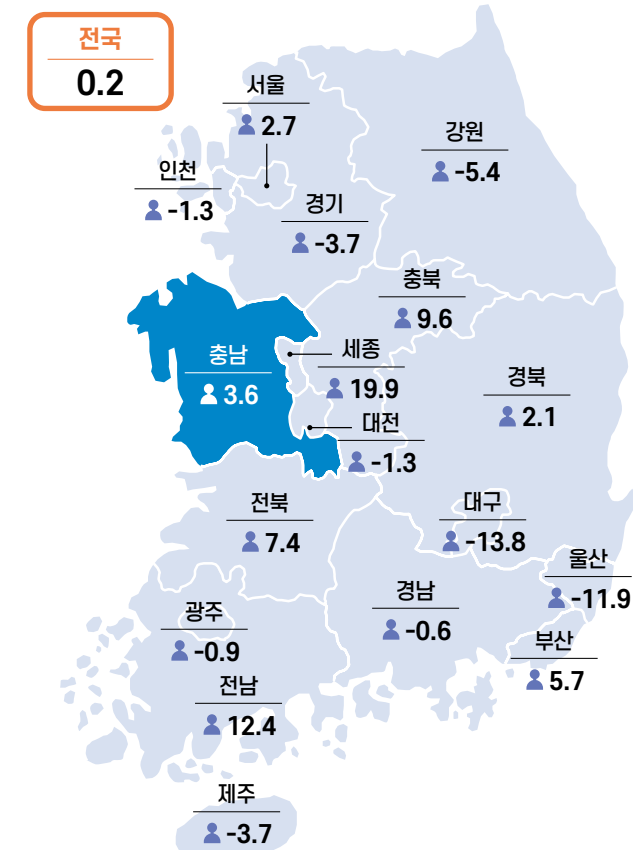 전국
0.2
서울
2.7
강원
-5.4
인천
-1.3
경기
-3.7
충북
9.6
충남
3.6
세종
19.9
경북
2.1
대전
-1.3
전북
7.4
대구
-13.8
울산
-11.9
경남
-0.6
광주
-0.9
부산
5.7
전남
12.4
제주
-3.7